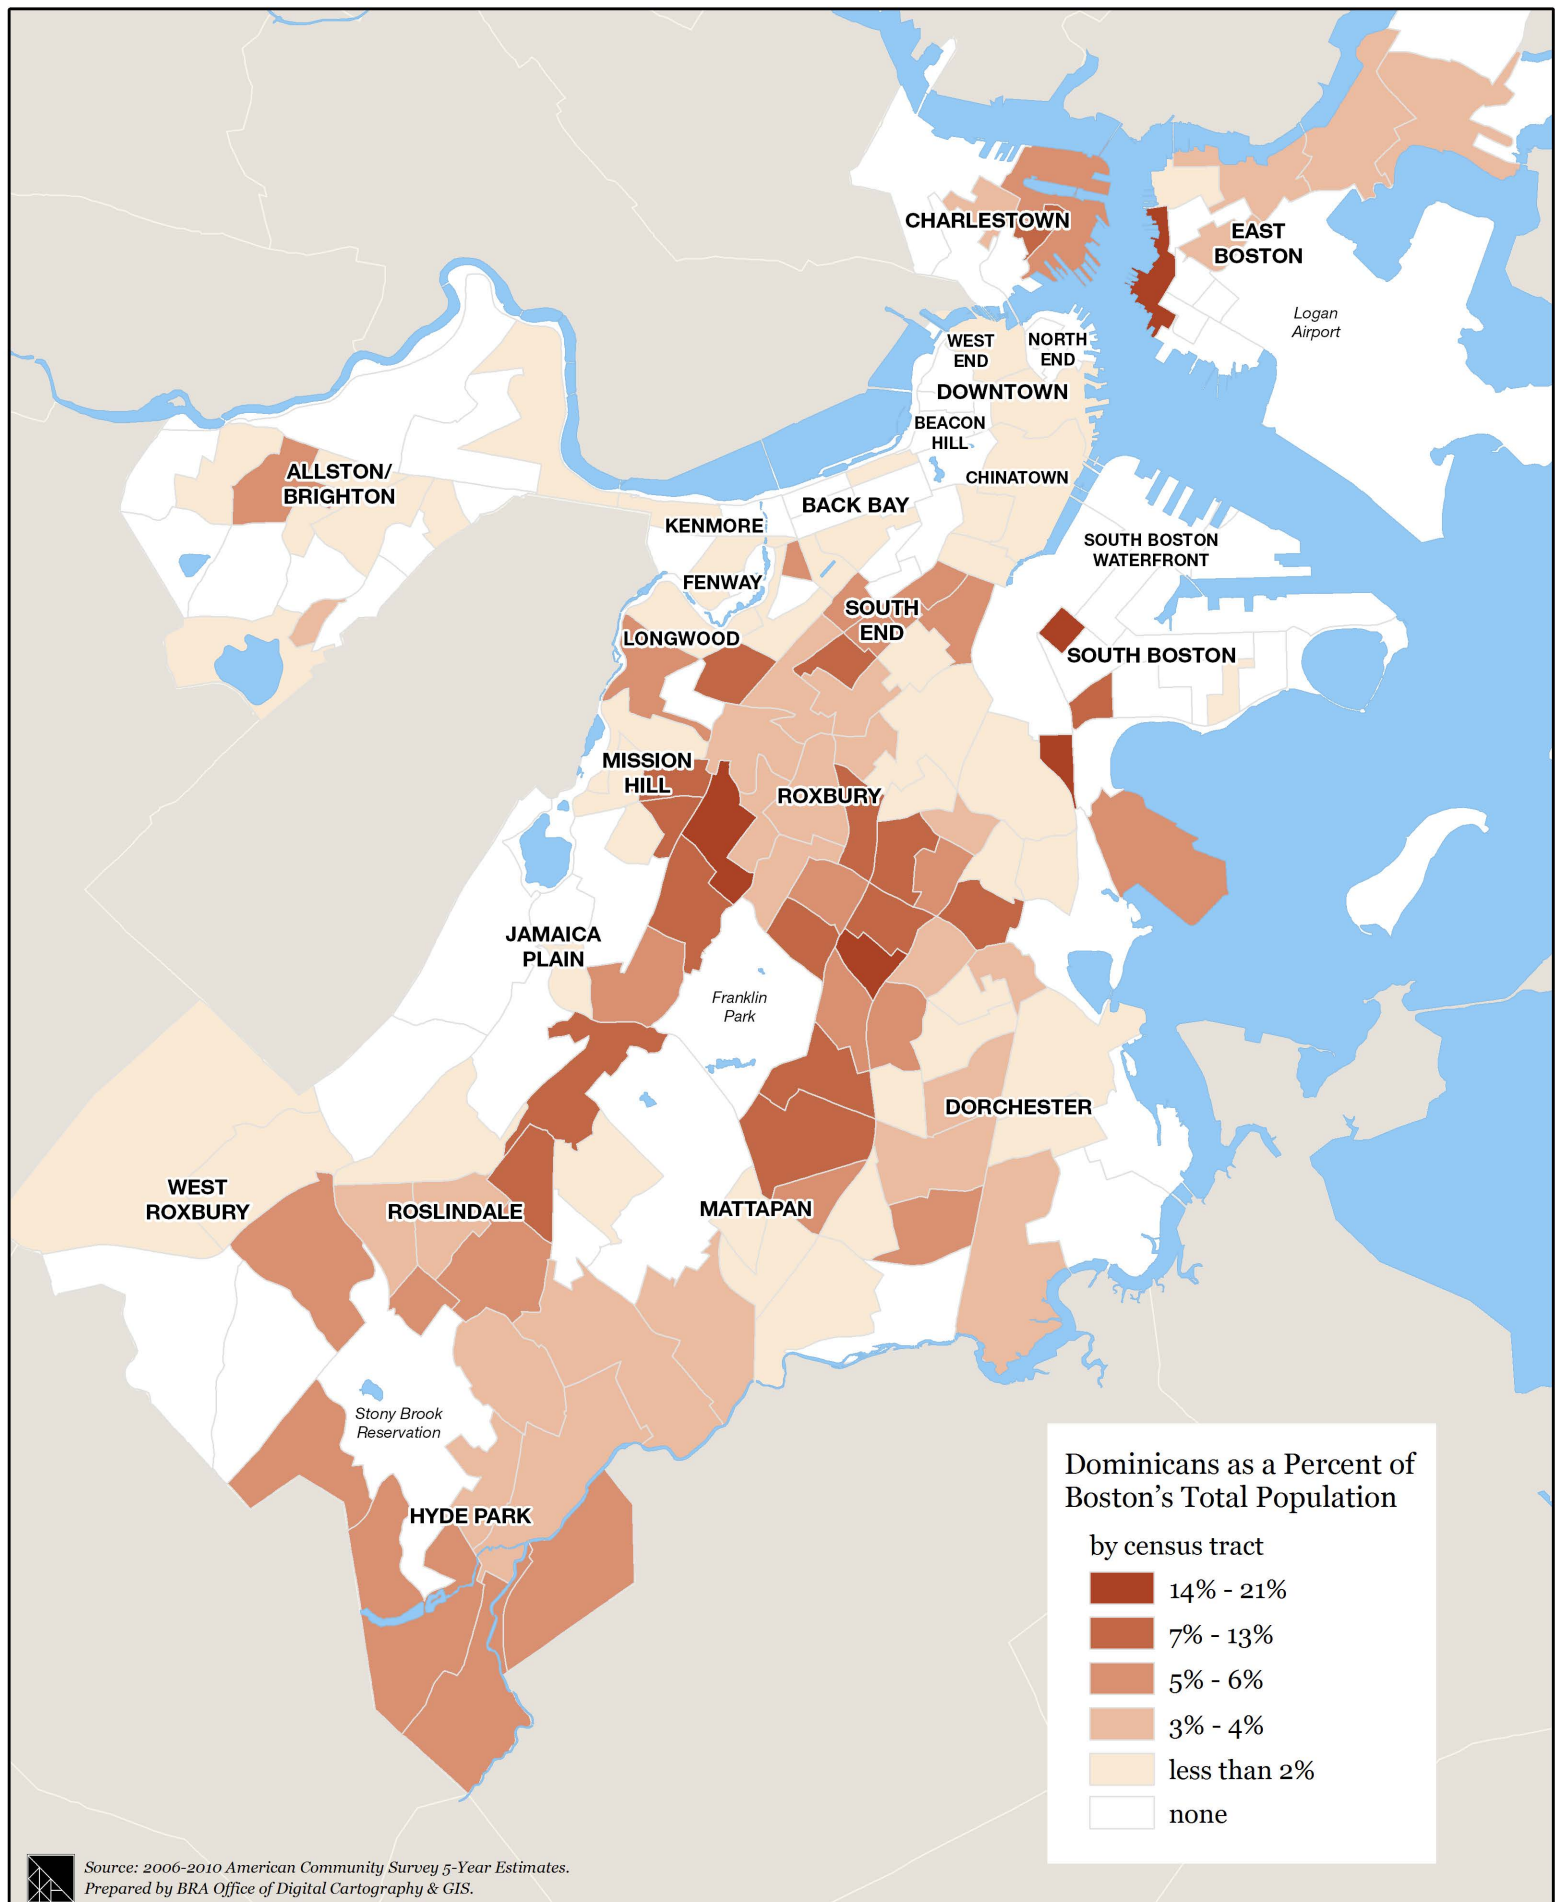 CHARLESTOWN
EAST
BOSTON
Logan
Airport
WEST
END
NORTH
END
DOWNTOWN
BEACON
HILL
CHINATOWN
ALLSTON/
BRIGHTON
BACK BAY
KENMORE
SOUTH BOSTON
WATERFRONT
FENWAY
SOUTH
END
LONGWOOD
SOUTH BOSTON
MISSION
HILL
ROXBURY
JAMAICA
PLAIN
Franklin
Park
DORCHESTER
WEST
ROXBURY
ROSLINDALE
MATTAPAN
Stony Brook
Reservation
HYDE PARK
Dominicans as a Percent of
Boston’s Total Population
by census tract
14% - 21%
7% - 13%
5% - 6%
3% - 4%
less than 2%
none
Source: 2006-2010 American Community Survey 5-Year Estimates.
Prepared by BRA Office of Digital Cartography & GIS.